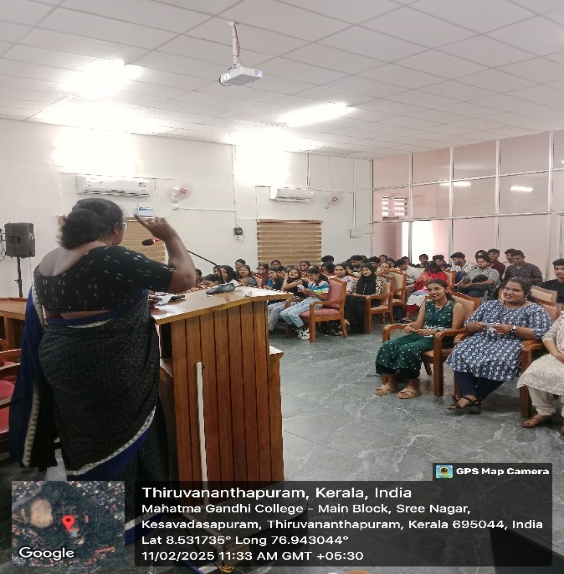 GPS Map Camera
Thiruvananthapuram, Kerala, India
Mahatma Gandhi College - Main Block, Sree Nagar,
Kesavadasapuram, Thiruvananthapuram, Kerala 695044, India
Lat 8.531735° Long 76.943044°
11/02/2025 11:33 AM GMT +05:30
Google